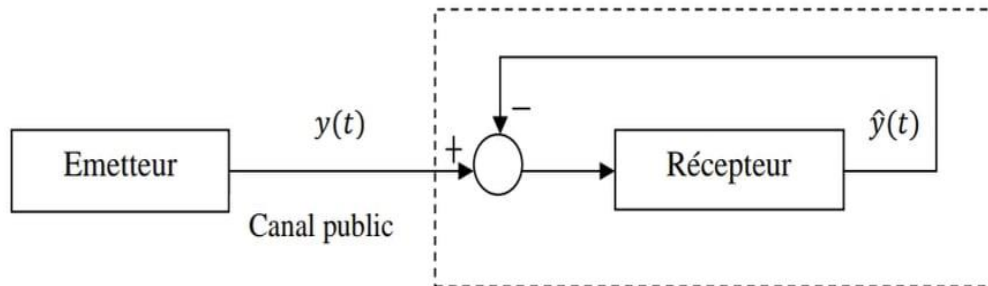 y(t)
ŷ(t)
−
+
Emetteur
Récepteur
Canal public